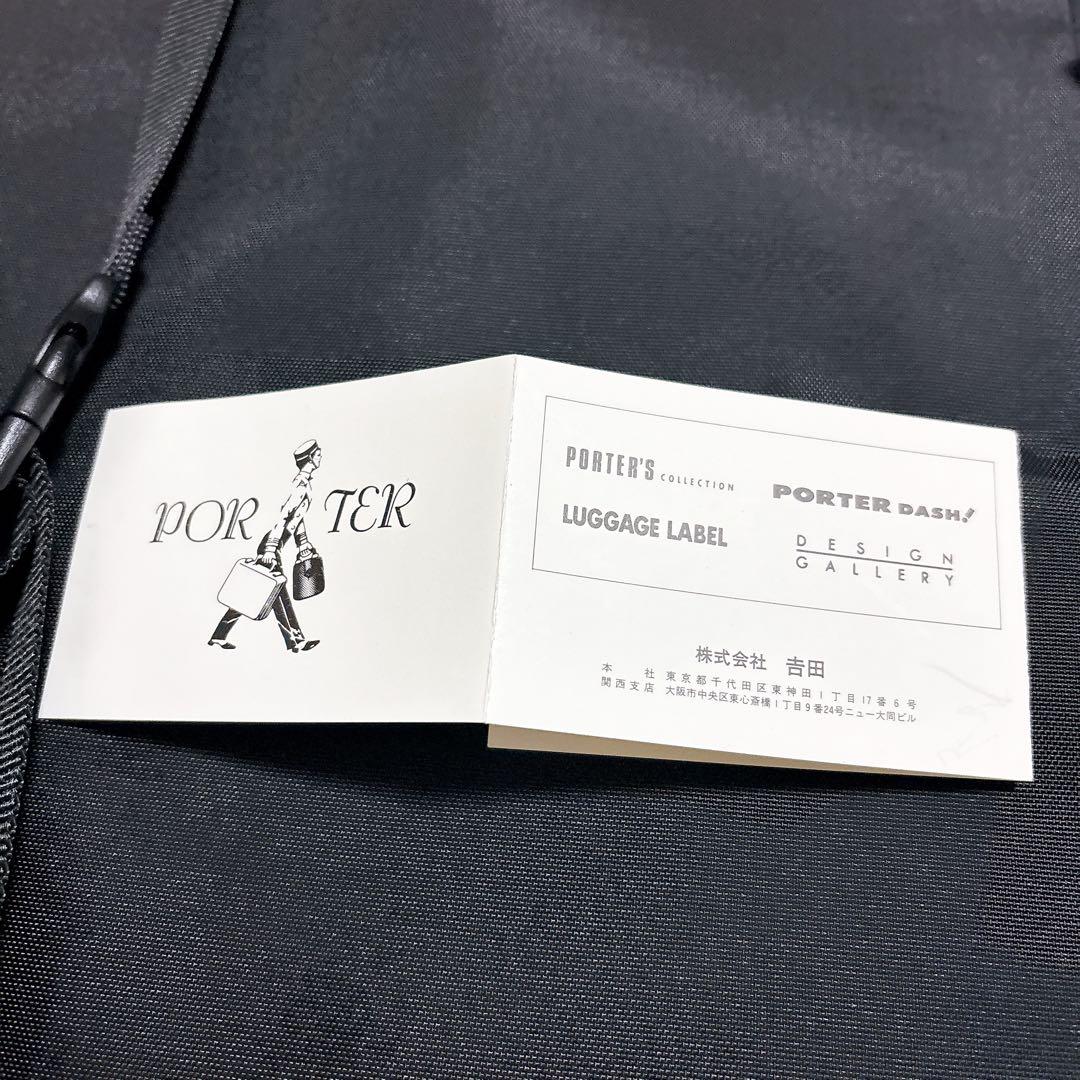 PORTER
PORTER'S COLLECTION
PORTER DASH!
LUGGAGE LABEL
DESIGN
GALLERY
株式会社 𠮷田
本社 東京都千代田区東神田1丁目17番6号
関西支店 大阪市中央区東心斎橋1丁目9番24号ニュー大同ビル